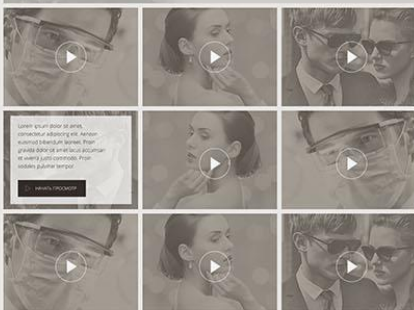 Lorem ipsum dolor sit amet,
consectetur adipiscing elit. Aenean
euismod bibendum laoreet. Proin
gravida dolor sit amet lacus accumsan
et viverra justo commodo. Proin
sodales pulvinar tempor.
НАЧАТЬ ПРОСМОТР